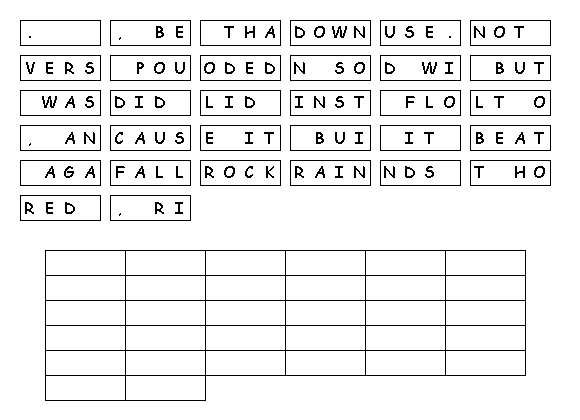 . , BE THA DOWN USE. NOT
VERS POU ODED N SO D WI BUT
WAS DID LID INST FLO LT O
, AN CAUS E IT BUI IT BEAT
AGA FALL ROCK RAIN NDS T HO
RED , RI